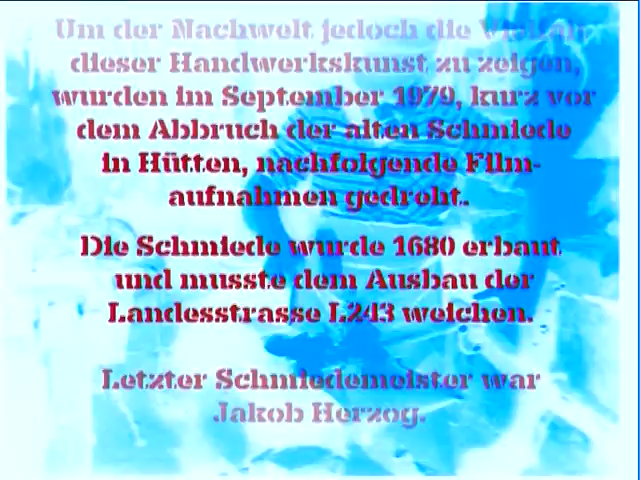 Um der Nachwelt jedoch die Vielfalt
dieser Handwerkskunst zu zeigen,
wurden im September 1979, kurz vor
dem Abbruch der alten Schmiede
in Hütten, nachfolgende Film-
aufnahmen gedreht.
Die Schmiede wurde 1680 erbaut
und musste dem Ausbau der
Landesstrasse L243 weichen.
Letzter Schmiedemeister war
Jakob Herzog.